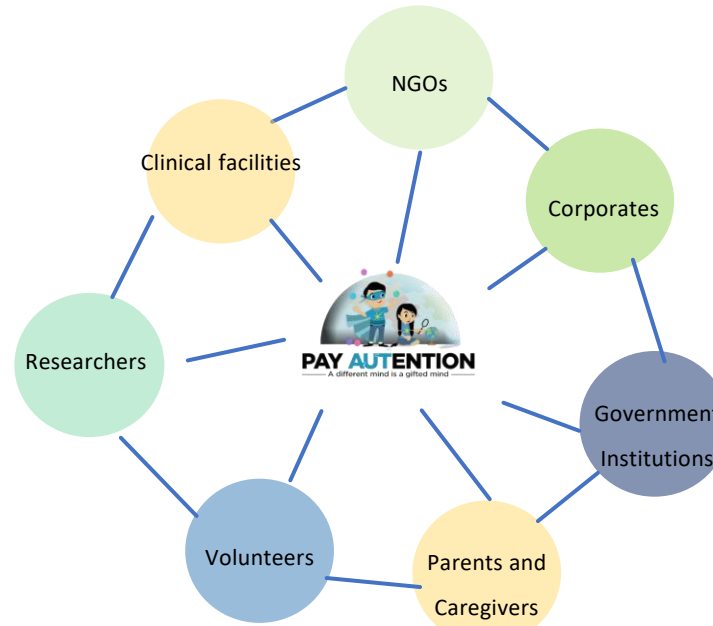 NGOs
Clinical facilities
Corporates
Researchers
PAY AUTENTION
A different mind is a gifted mind
Government
Institutions
Volunteers
Parents and
Caregivers